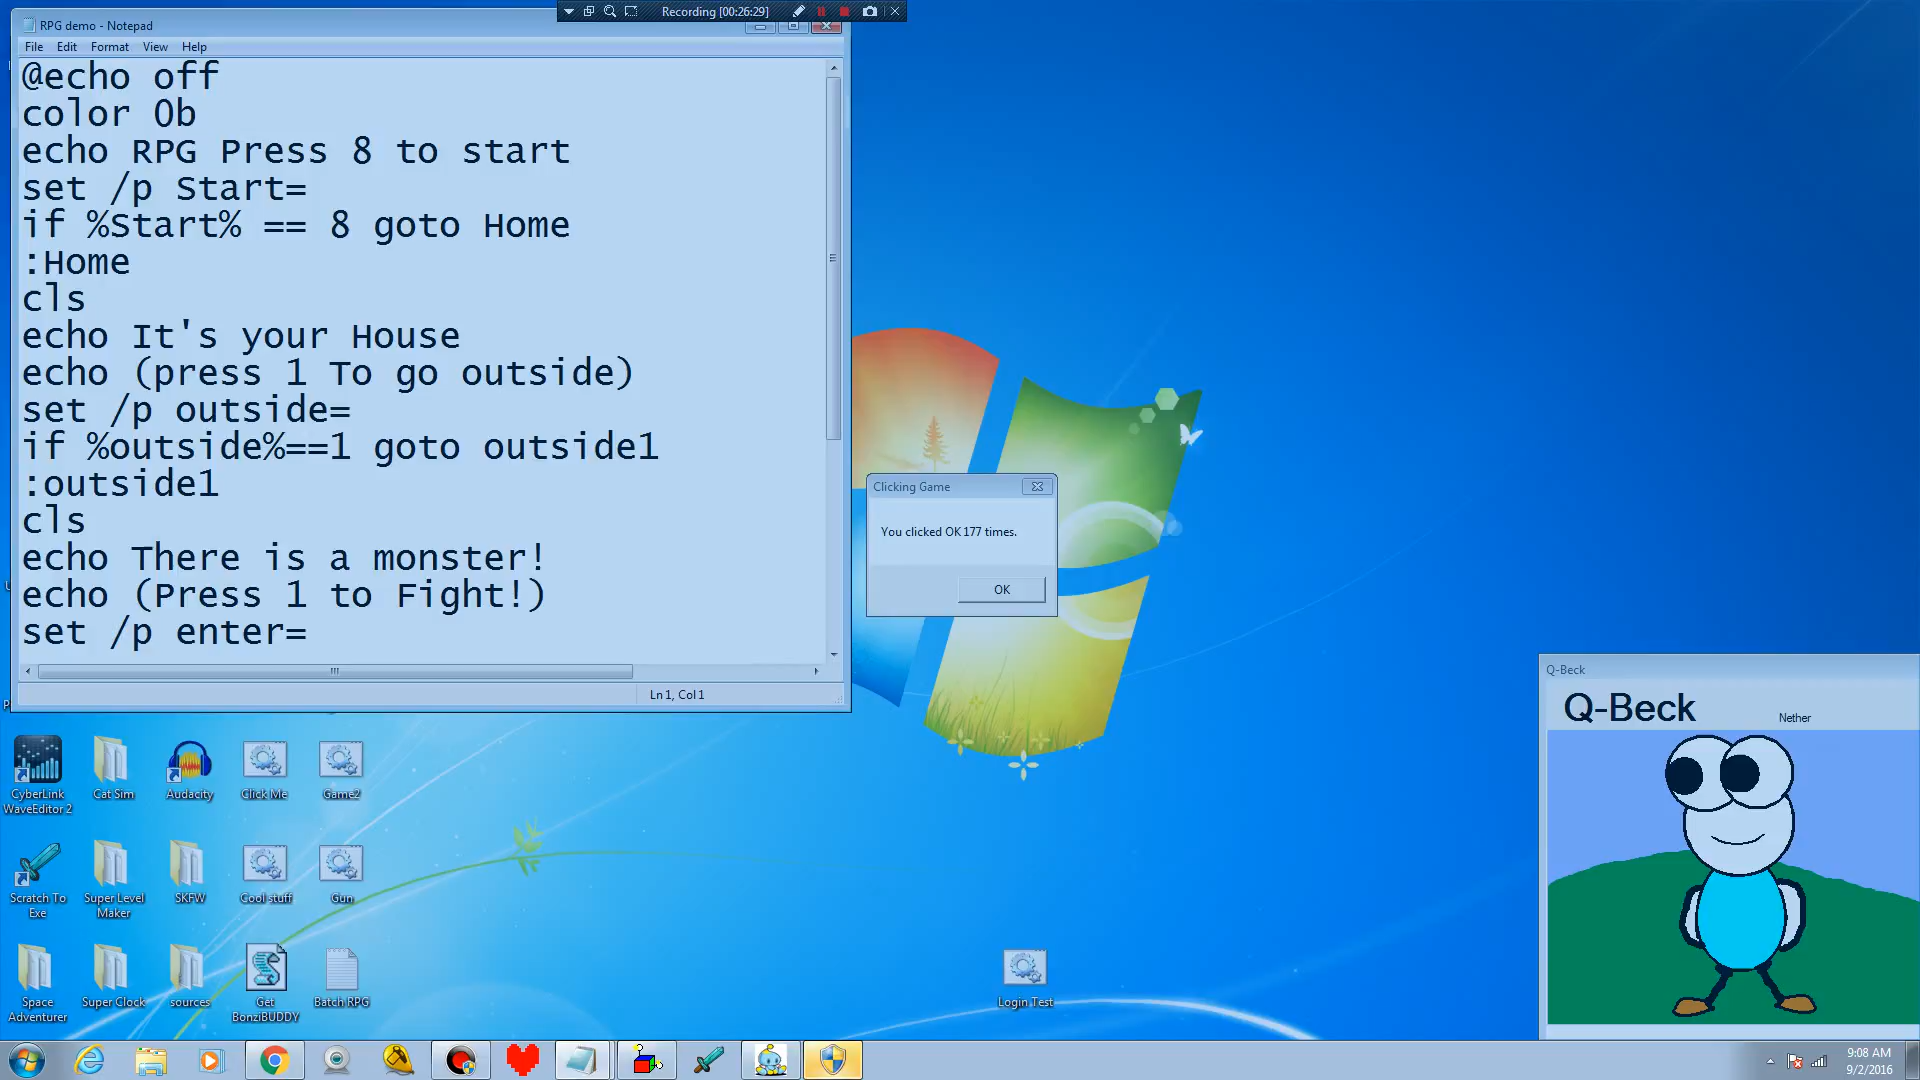 Recording [00:26:29]
RPG demo - Notepad
File Edit Format View Help
@echo off
color 0b
echo RPG Press 8 to start
set /p Start=
if %Start% == 8 goto Home
:Home
cls
echo It's your House
echo (press 1 To go outside)
set /p outside=
if %outside%==1 goto outside1
:outside1
cls
echo There is a monster!
echo (Press 1 to Fight!)
set /p enter=
Ln 1, Col 1
Clicking Game
You clicked OK 177 times.
OK
Q-Beck
Q-Beck
Nether
CyberLink
WaveEditor 2
Cat Sim
Audacity
Click Me
Game2
Scratch To
Exe
Super Level
Maker
SKFW
Cool stuff
Gun
Space
Adventurer
Super Clock
sources
Get
BonziBUDDY
Batch RPG
Login Test
9:08 AM
9/2/2016